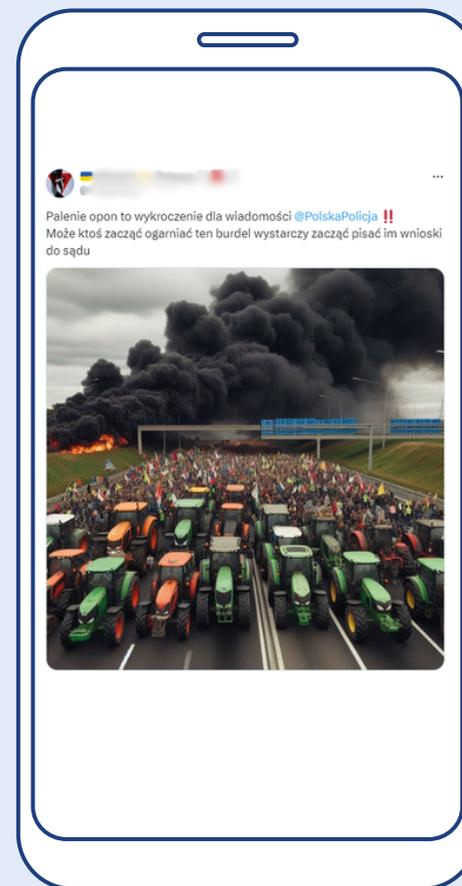 Palenie opon to wykroczenie dla wiadomości @PolskaPolicja ‼️
Może ktoś zacząć ogarniać ten burdel wystarczy zacząć pisać im wnioski
do sądu